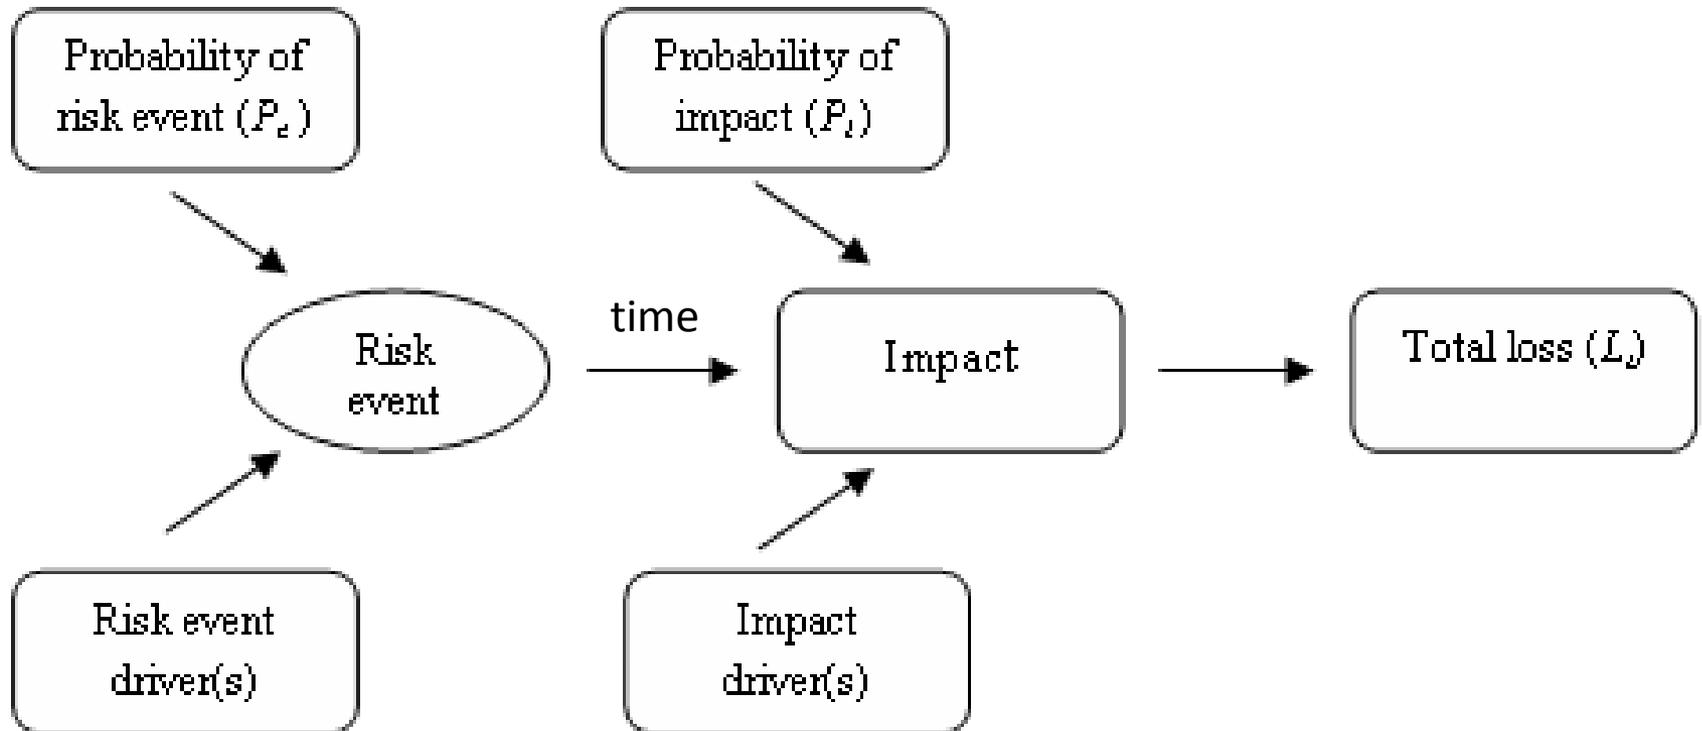 Probability of
risk event (Pe)
Probability of
impact (Pi)
Risk
event
time
Impact
Total loss (Lt)
Risk event
driver(s)
Impact
driver(s)